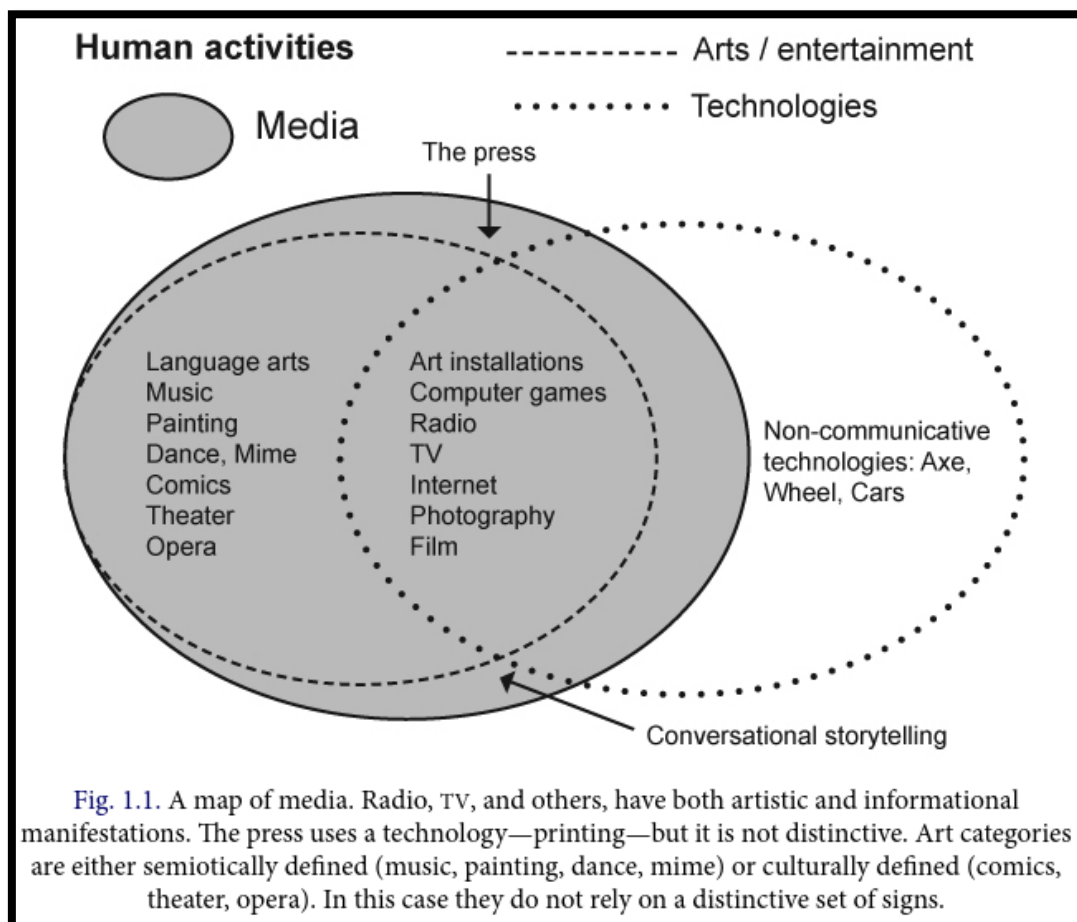 Human activities
Arts / entertainment
Technologies
Media
The press
Language arts
Music
Painting
Dance, Mime
Comics
Theater
Opera
Art installations
Computer games
Radio
TV
Internet
Photography
Film
Non-communicative
technologies: Axe,
Wheel, Cars
Conversational storytelling
Fig. 1.1. A map of media. Radio, TV, and others, have both artistic and informational
manifestations. The press uses a technology—printing—but it is not distinctive. Art categories
are either semiotically defined (music, painting, dance, mime) or culturally defined (comics,
theater, opera). In this case they do not rely on a distinctive set of signs.